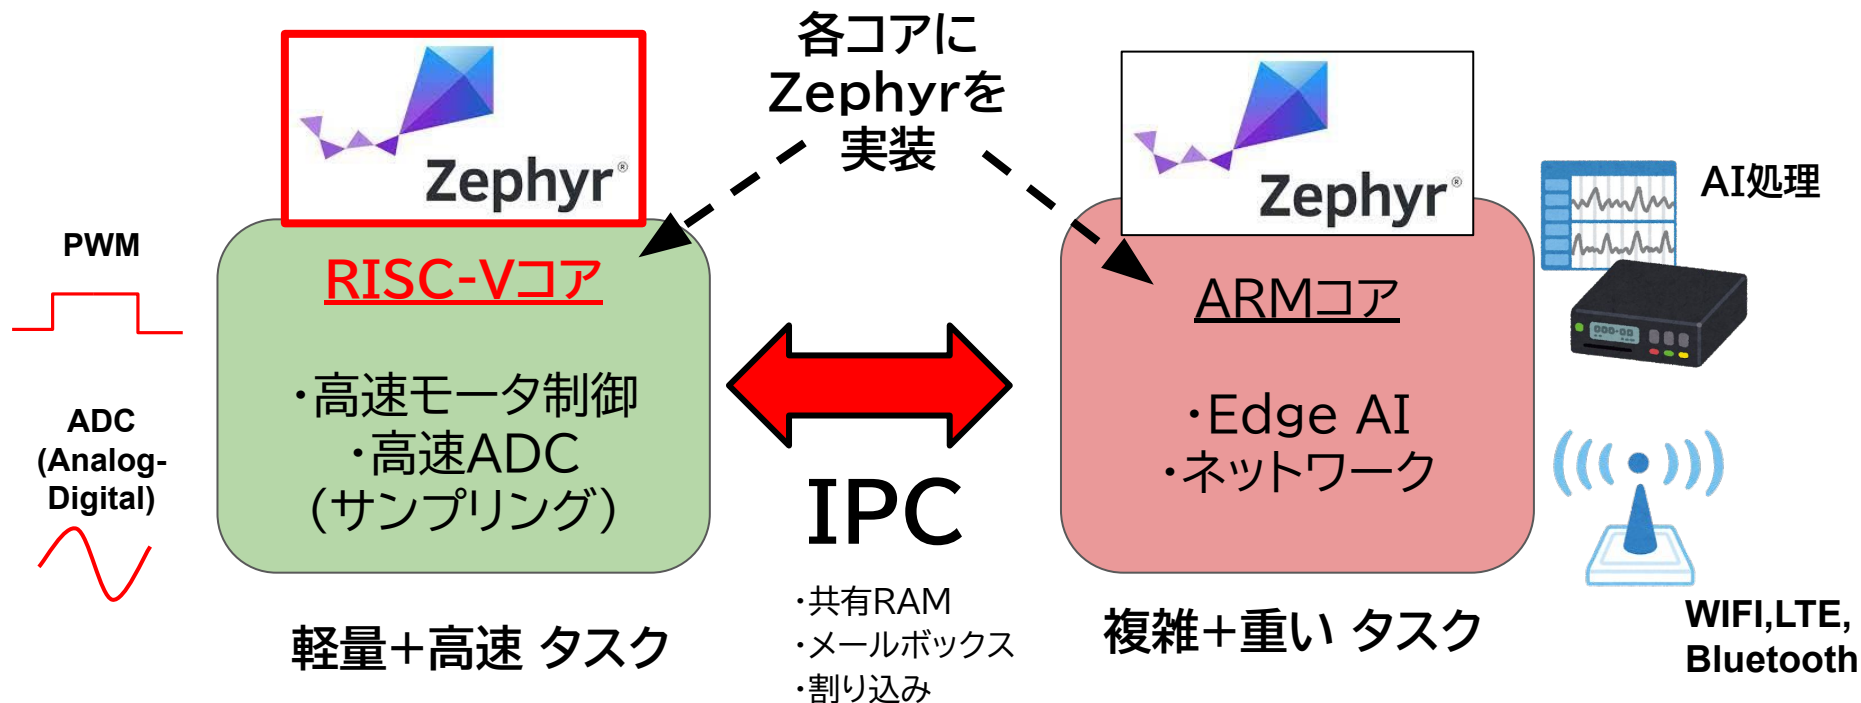 各コアに
Zephyrを
実装
Zephyr®
Zephyr®
PWM
ADC
(Analog-
Digital)
RISC-Vコア
・高速モータ制御
・高速ADC
(サンプリング)
軽量+高速 タスク
IPC
・共有RAM
・メールボックス
・割り込み
ARMコア
・Edge AI
・ネットワーク
複雑+重い タスク
AI処理
000-00
WIFI,LTE,
Bluetooth